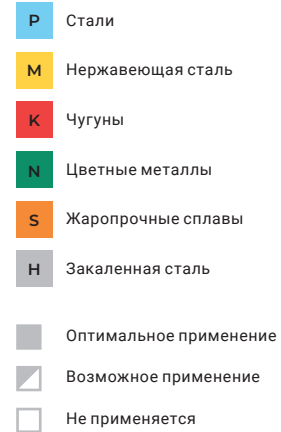 P Стали
M Нержавеющая сталь
K Чугуны
N Цветные металлы
S Жаропрочные сплавы
H Закаленная сталь
Оптимальное применение
Возможное применение
Не применяется